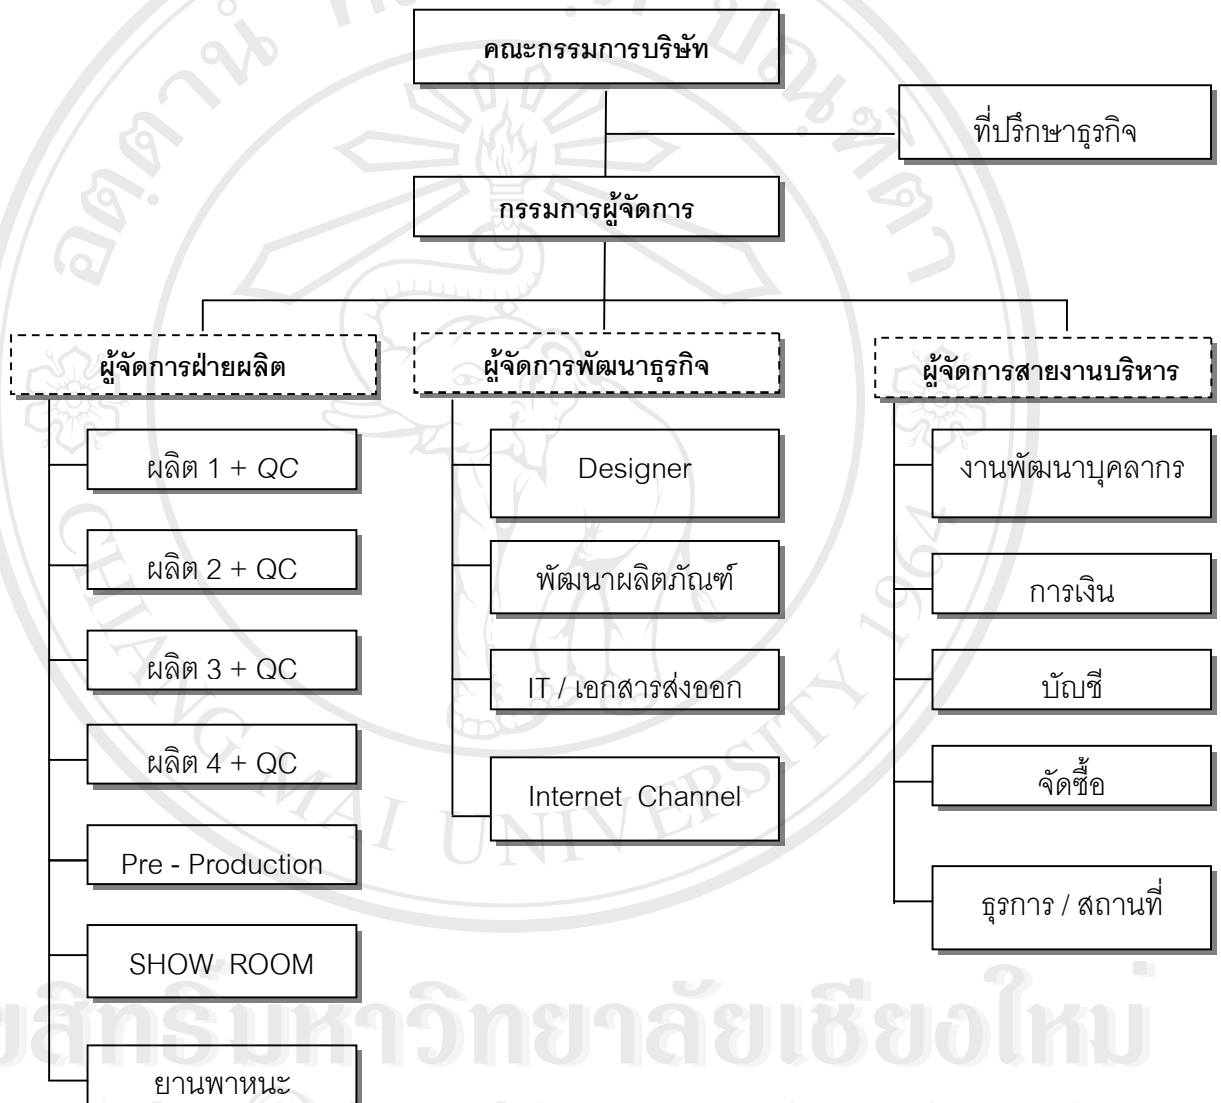 คณะกรรมการบริษัท
ที่ปรึกษาธุรกิจ
กรรมการผู้จัดการ
ผู้จัดการฝ่ายผลิต
ผลิต 1 + QC
ผลิต 2 + QC
ผลิต 3 + QC
ผลิต 4 + QC
Pre - Production
SHOW ROOM
ยานพาหนะ
ผู้จัดการพัฒนาธุรกิจ
Designer
พัฒนาผลิตภัณฑ์
IT / เอกสารส่งออก
Internet Channel
ผู้จัดการสายงานบริหาร
งานพัฒนาบุคลากร
การเงิน
บัญชี
จัดซื้อ
ธุรการ / สถานที่
CHIANG MAI UNIVERSITY 1964
สิทธิ์มหาวิทยาลัยเชียงใหม่